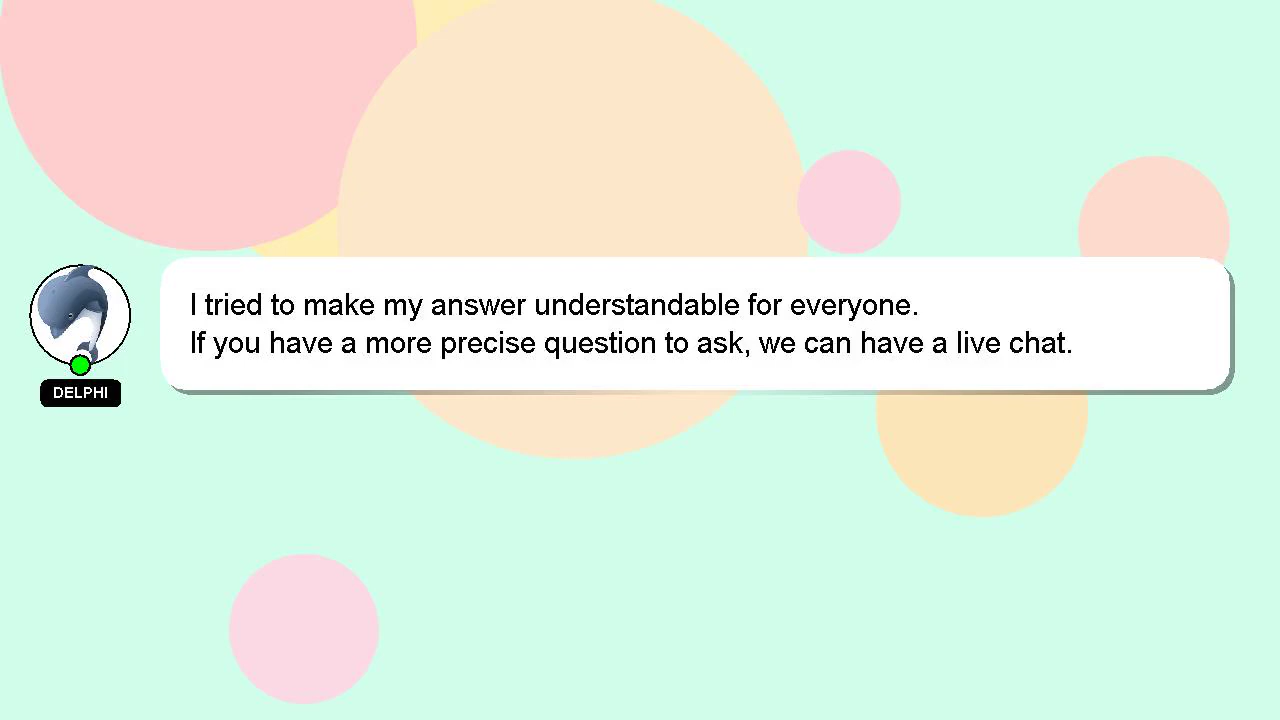 I tried to make my answer understandable for everyone.
If you have a more precise question to ask, we can have a live chat.
DELPHI